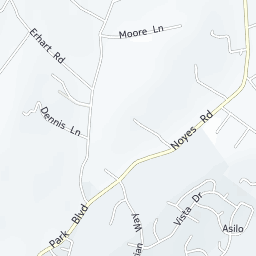 Moore Ln
Erhart Rd
Dennis Ln
Noyes Rd
Vista Dr
Park Blvd
Way
Asilo